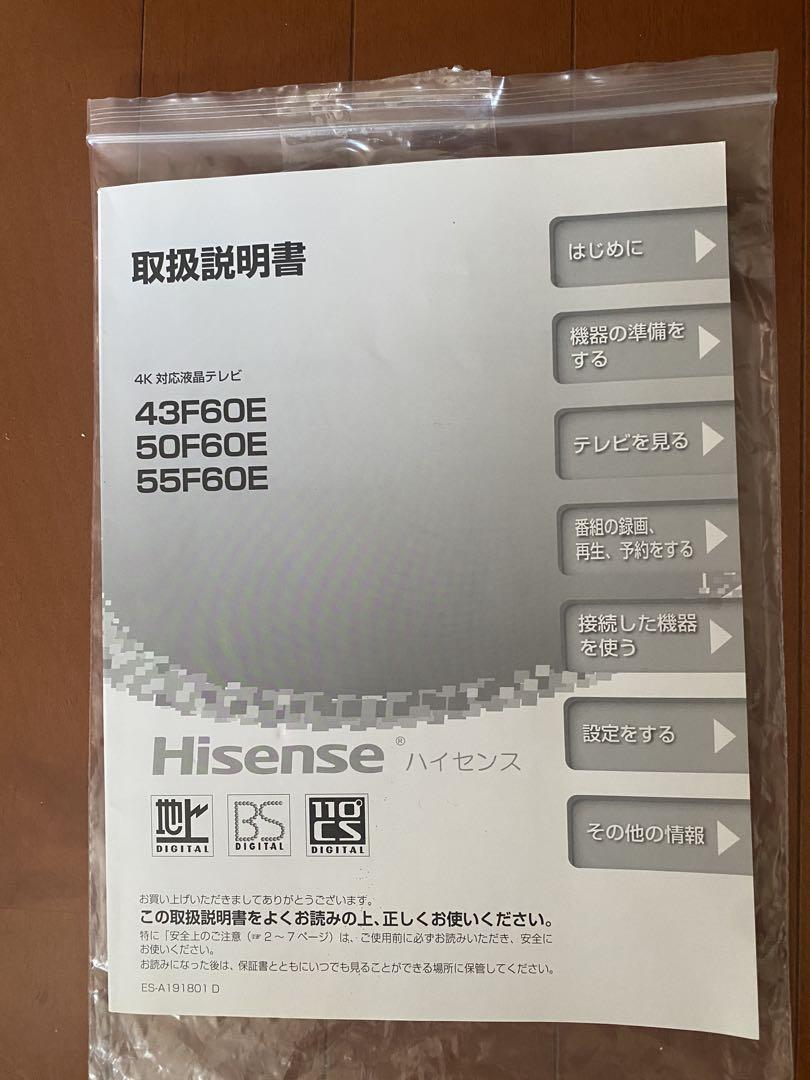 取扱説明書
4K 対応液晶テレビ
43F60E
50F60E
55F60E
はじめに
機器の準備を
する
テレビを見る
番組の録画、
再生、予約をする
接続した機器
を使う
設定をする
その他の情報
Hisense® ハイセンス
地上
DIGITAL
BS
DIGITAL
110°
CS
DIGITAL
お買い上げいただきましてありがとうございます。
この取扱説明書をよくお読みの上、正しくお使いください。
特に「安全上のご注意（☞2～7ページ）は、ご使用前に必ずお読みいただき、安全に
お使いください。
お読みになった後は、保証書とともにいつでも見ることができる場所に保管してください。
ES-A191801 D